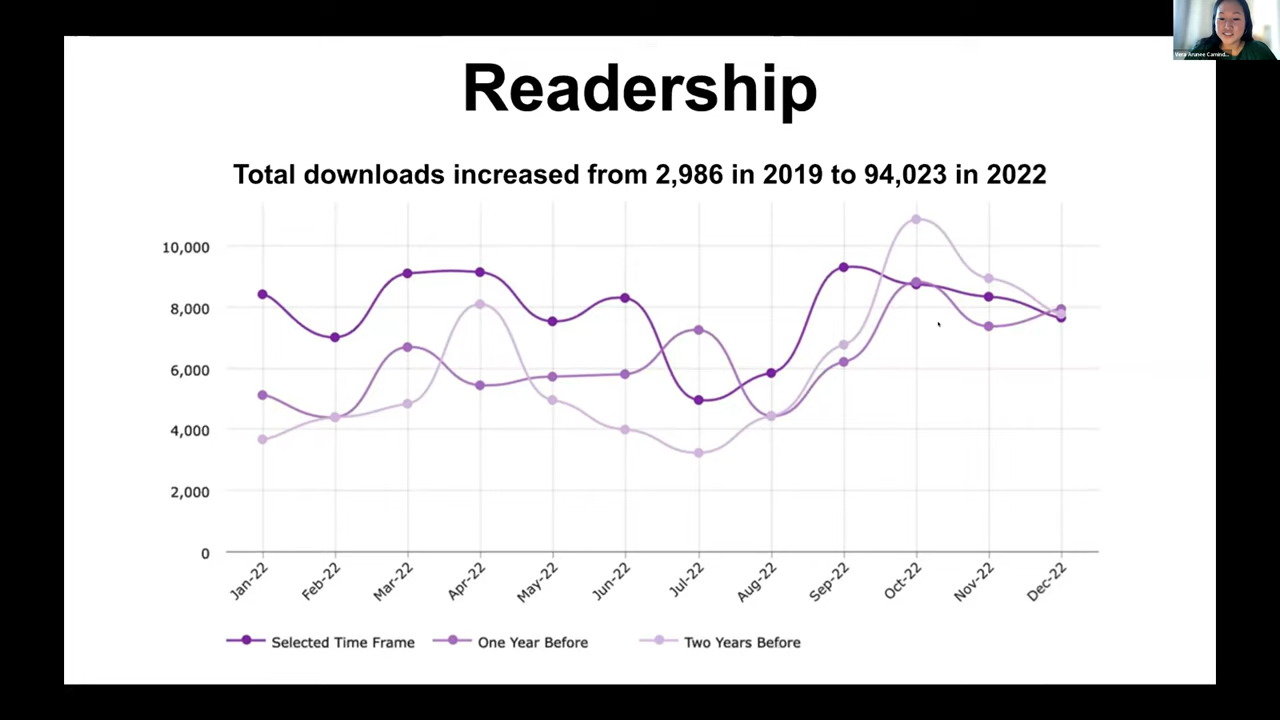 Vera Arunee Camind...
Readership
Total downloads increased from 2,986 in 2019 to 94,023 in 2022
10,000
8,000
6,000
4,000
2,000
0
Jan-22
Feb-22
Mar-22
Apr-22
May-22
Jun-22
Jul-22
Aug-22
Sep-22
Oct-22
Nov-22
Dec-22
Selected Time Frame
One Year Before
Two Years Before